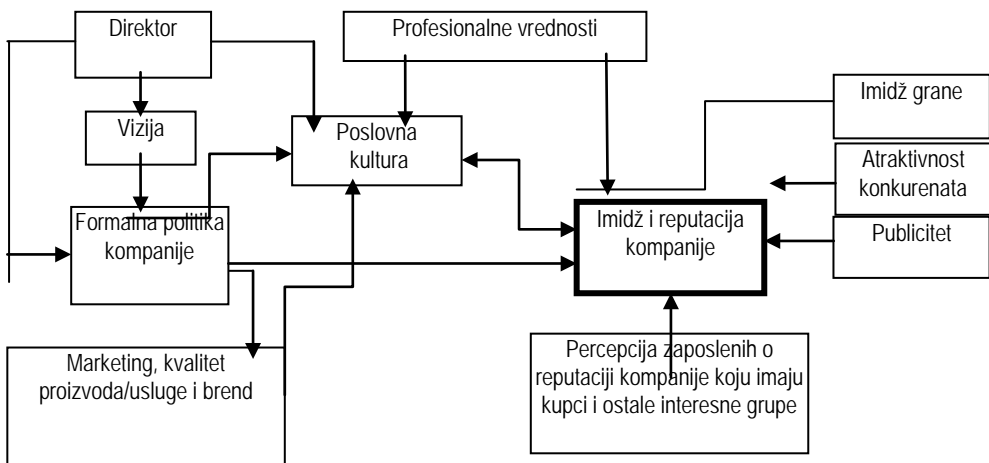 Direktor
Profesionalne vrednosti
Imidž grane
Vizija
Poslovna
kultura
Atraktivnost
konkurenata
Formalna politika
kompanije
Imidž i reputacija
kompanije
Publicitet
Marketing, kvalitet
proizvoda/usluge i brend
Percepcija zaposlenih o
reputaciji kompanije koju imaju
kupci i ostale interesne grupe